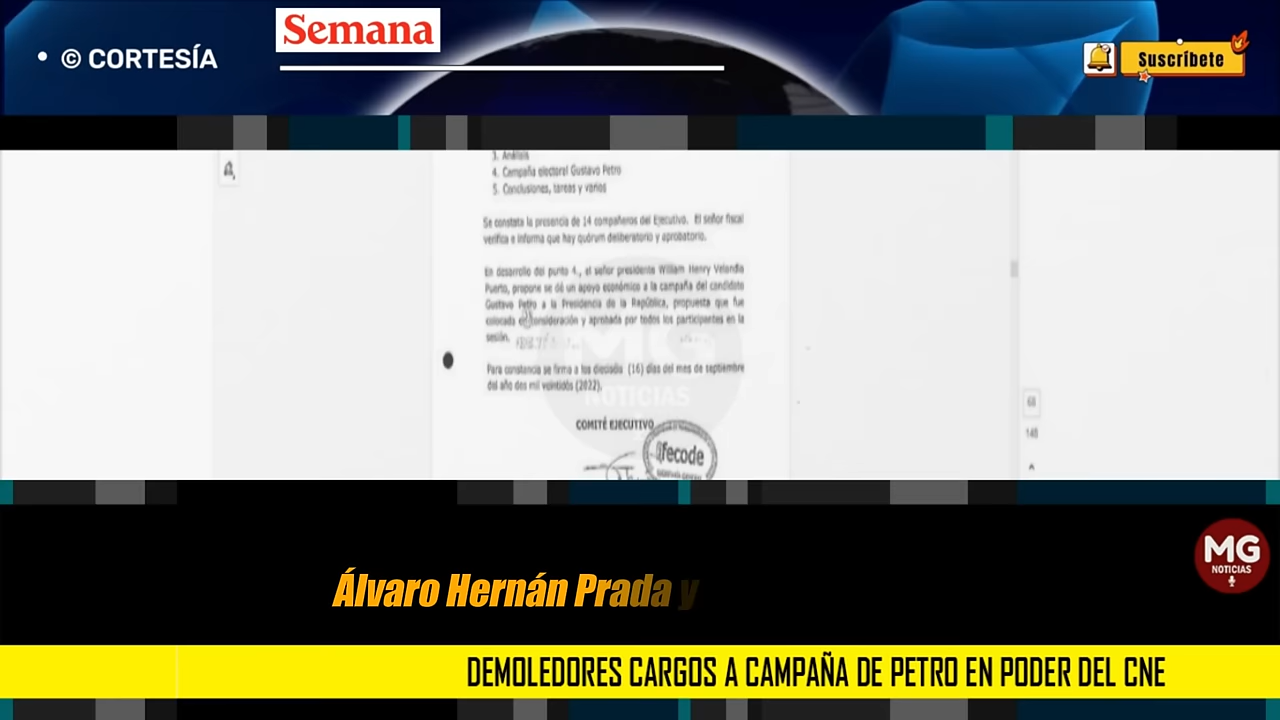 Semana
• © CORTESÍA
Suscríbete
3. Análisis
4. Campaña electoral Gustavo Petro
5. Conclusiones, tareas y varios
Se constata la presencia de 14 compañeros del Ejecutivo. El señor fiscal
verifica e informa que hay quórum deliberatorio y aprobatorio.
En desarrollo del punto 4., el señor presidente William Henry Velandia
Puerto, propone se dé un apoyo económico a la campaña del candidato
Gustavo Petro a la Presidencia de la República, propuesta que fue
colocada en consideración y aprobada por todos los participantes en la
sesión.
Para constancia se firma a los dieciséis (16) días del mes de septiembre
del año dos mil veintidós (2022).
COMITÉ EJECUTIVO
fecode
MG
NOTICIAS
68
148
Álvaro Hernán Prada y
MG
NOTICIAS
DEMOLEDORES CARGOS A CAMPAÑA DE PETRO EN PODER DEL CNE